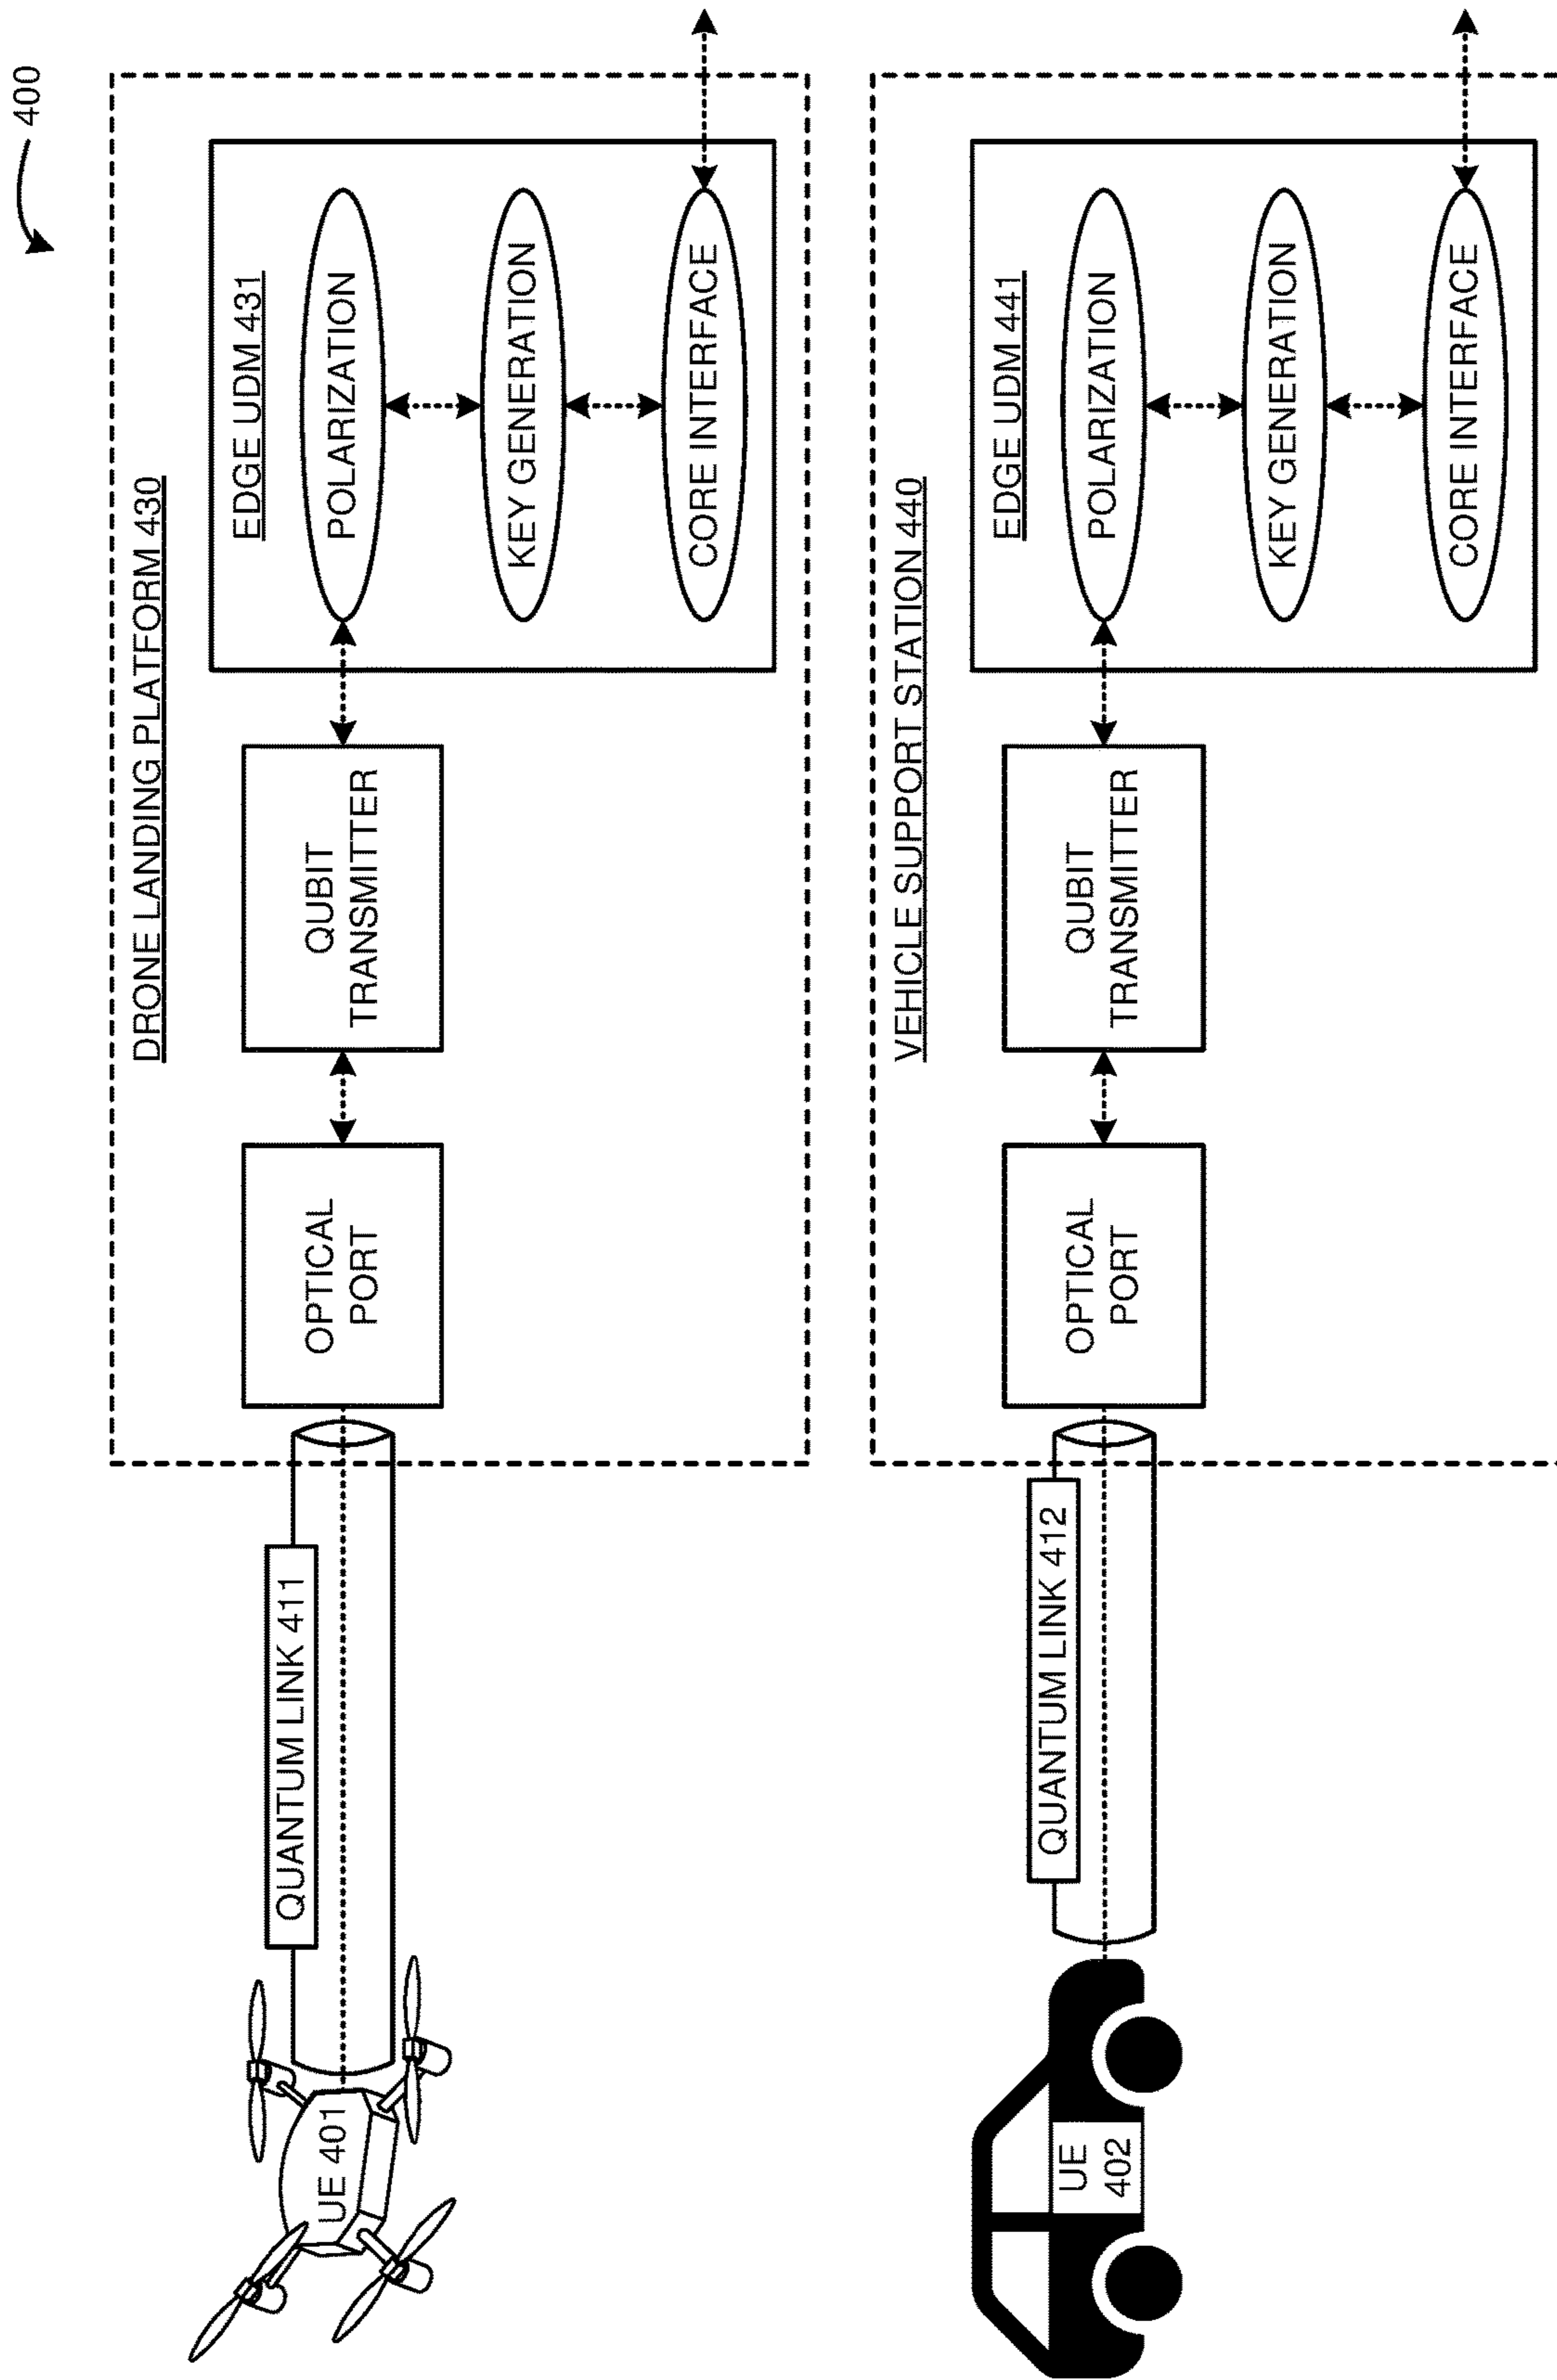 400
DRONE LANDING PLATFORM 430
EDGE UDM 431
QUANTUM LINK 411
UE 401
OPTICAL
PORT
QUBIT
TRANSMITTER
POLARIZATION
KEY GENERATION
CORE INTERFACE
VEHICLE SUPPORT STATION 440
EDGE UDM 441
QUANTUM LINK 412
UE
402
OPTICAL
PORT
QUBIT
TRANSMITTER
POLARIZATION
KEY GENERATION
CORE INTERFACE